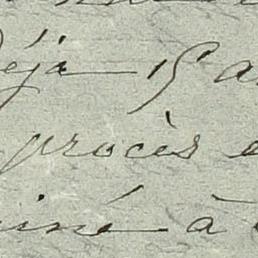 Déjà 15 a
procès
iné à